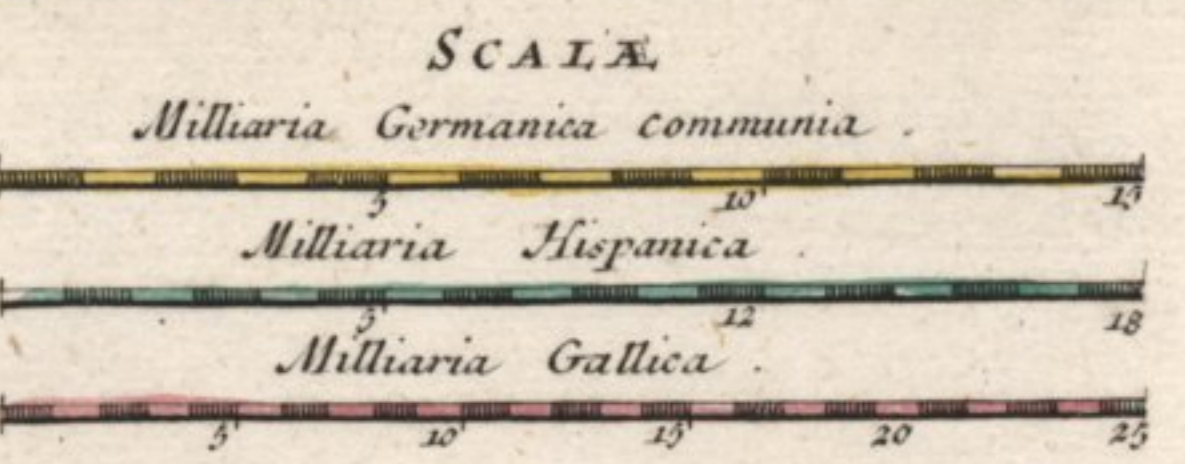 SCALÆ
Milliaria Germanica communia .
5 10 15
Milliaria Hispanica .
5 12 18
Milliaria Gallica .
5 10 15 20 25